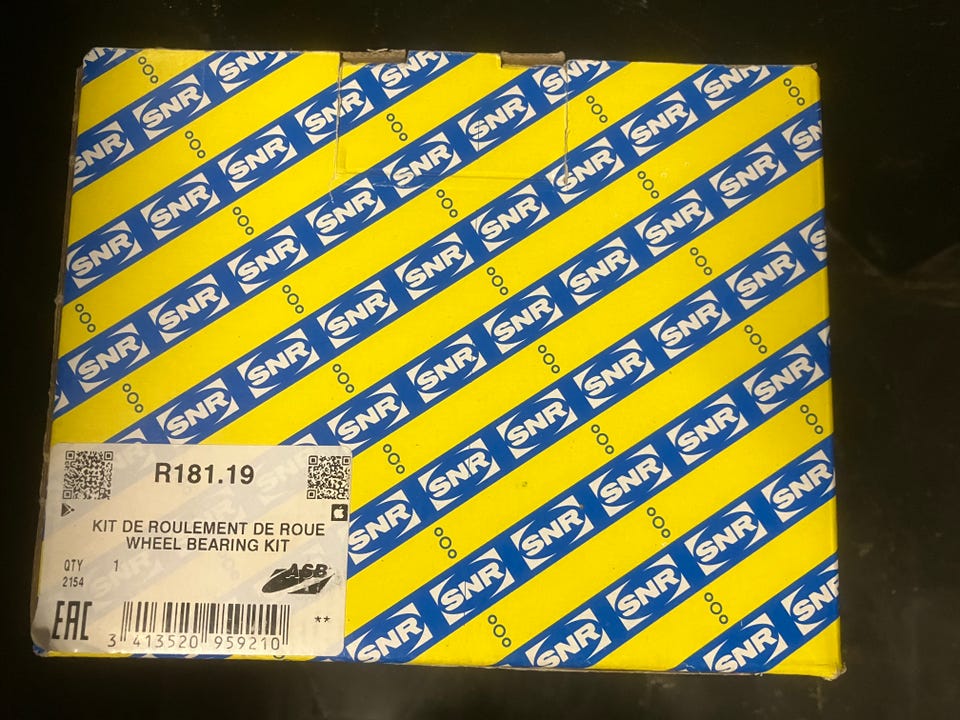 SNR
R181.19
KIT DE ROULEMENT DE ROUE
WHEEL BEARING KIT
QTY 1
2154
ASB
EAC
**
3 413520 959210